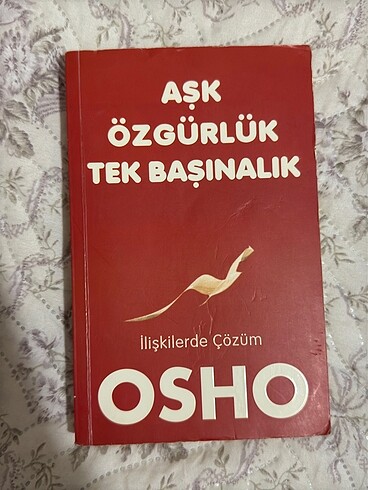 AŞK
ÖZGÜRLÜK
TEK BAŞINALIK
İlişkilerde Çözüm
OSHO